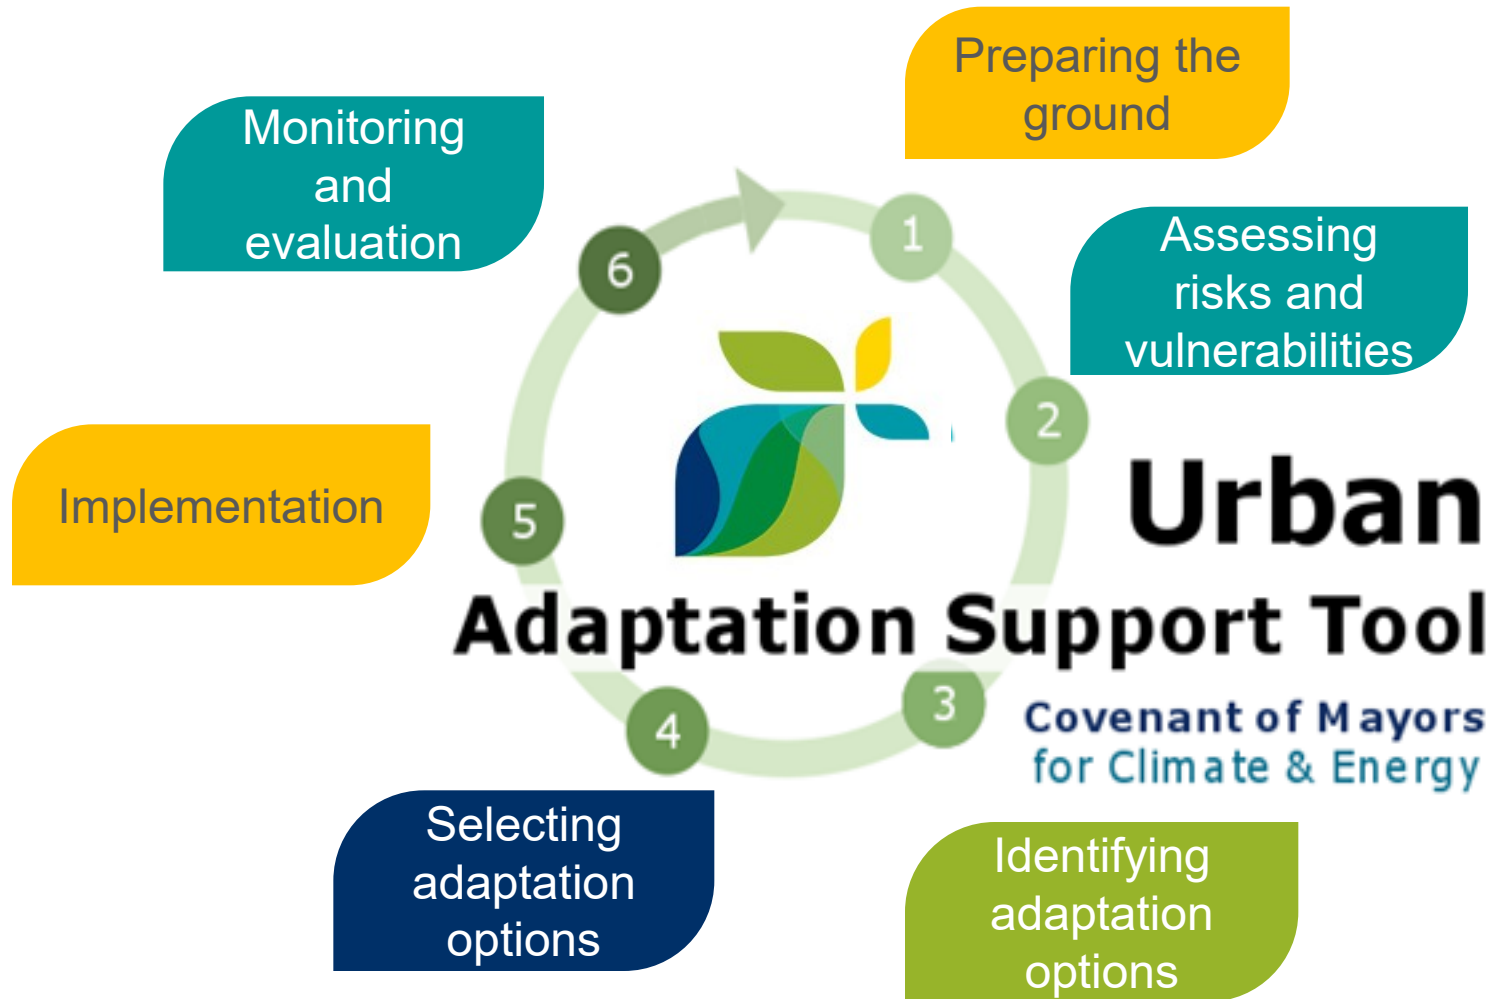 Preparing the
ground
Monitoring
and
evaluation
1
Assessing
risks and
vulnerabilities
6
2
Implementation
5
Urban
Adaptation Support Tool
3
4
Covenant of Mayors
for Climate & Energy
Selecting
adaptation
options
Identifying
adaptation
options